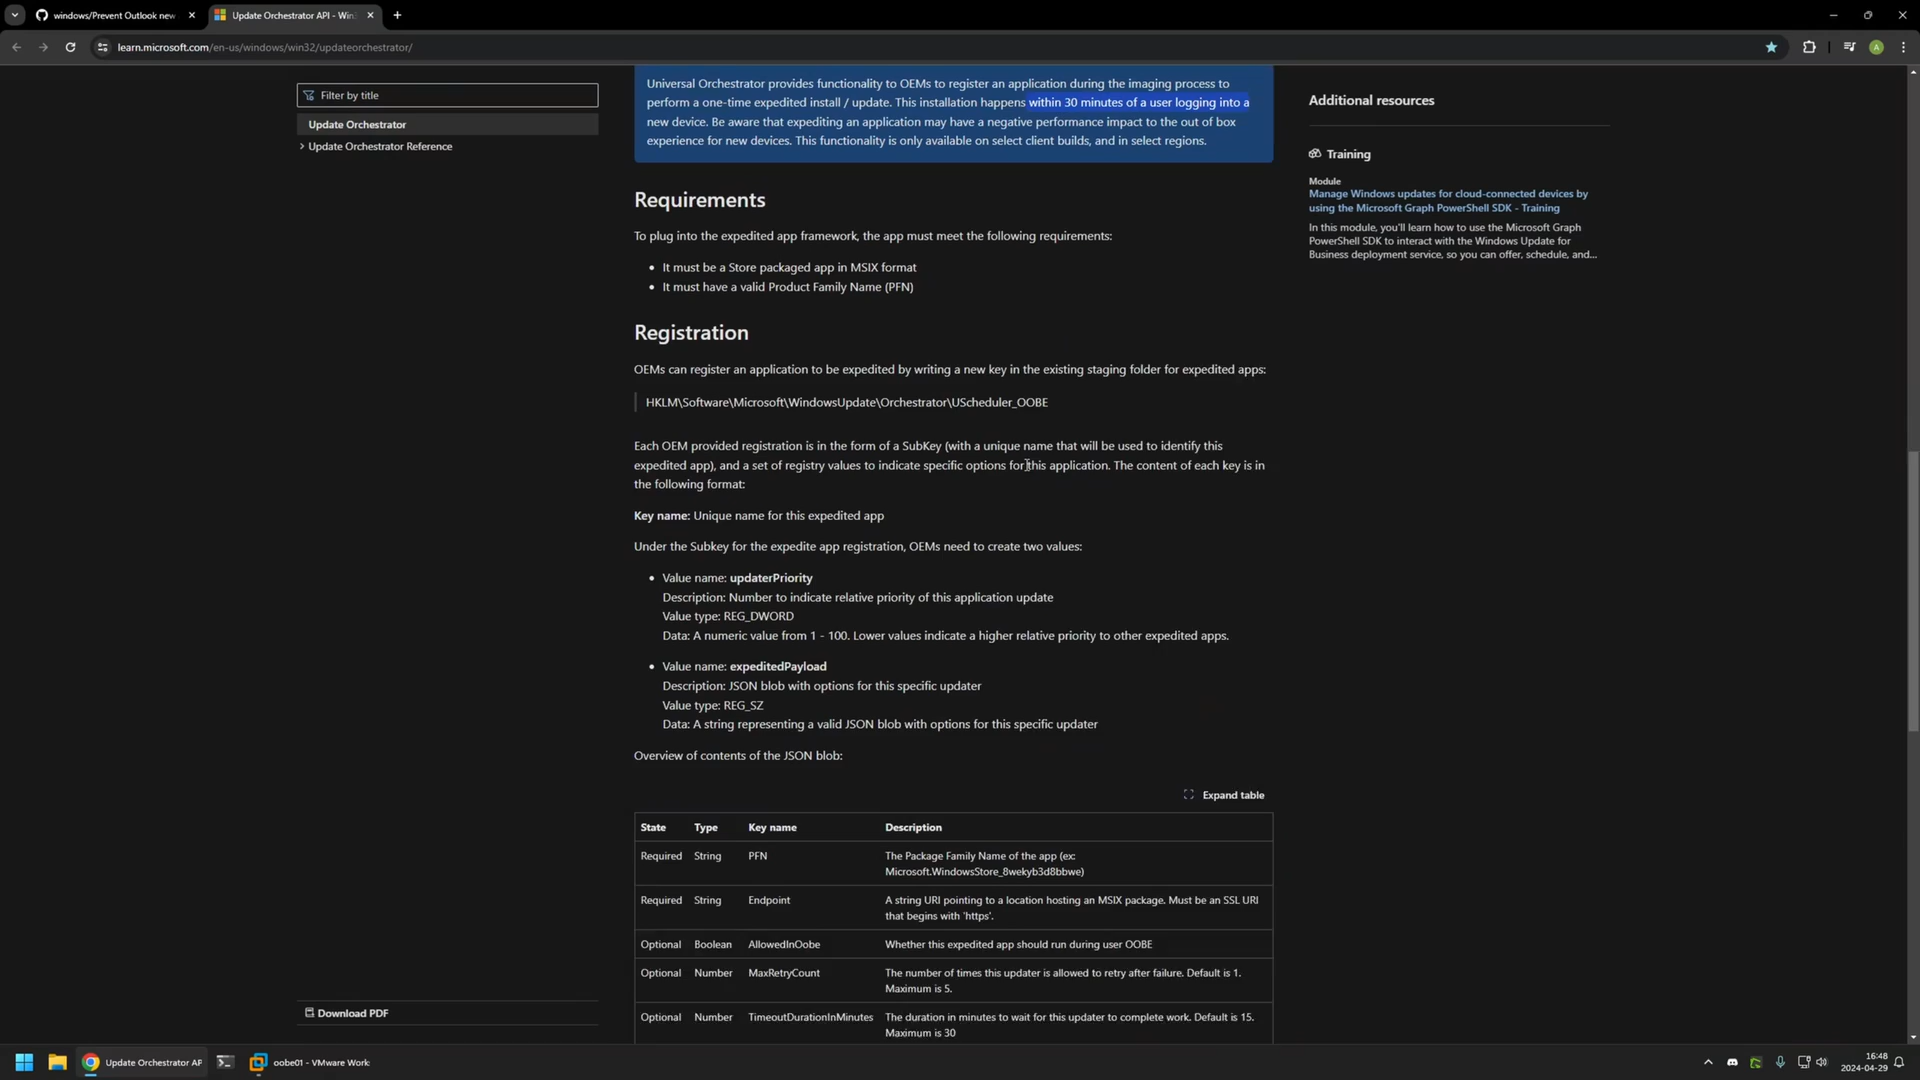 windows/Prevent Outlook new
Update Orchestrator API - Win3
learn.microsoft.com/en-us/windows/win32/updateorchestrator/
A
Filter by title
Update Orchestrator
Update Orchestrator Reference
Download PDF
Universal Orchestrator provides functionality to OEMs to register an application during the imaging process to
perform a one-time expedited install / update. This installation happens within 30 minutes of a user logging into a
new device. Be aware that expediting an application may have a negative performance impact to the out of box
experience for new devices. This functionality is only available on select client builds, and in select regions.
Requirements
To plug into the expedited app framework, the app must meet the following requirements:
• It must be a Store packaged app in MSIX format
• It must have a valid Product Family Name (PFN)
Registration
OEMs can register an application to be expedited by writing a new key in the existing staging folder for expedited apps:
HKLM\Software\Microsoft\WindowsUpdate\Orchestrator\UScheduler_OOBE
Each OEM provided registration is in the form of a SubKey (with a unique name that will be used to identify this
expedited app), and a set of registry values to indicate specific options for this application. The content of each key is in
the following format:
Key name: Unique name for this expedited app
Under the Subkey for the expedite app registration, OEMs need to create two values:
• Value name: updaterPriority
Description: Number to indicate relative priority of this application update
Value type: REG_DWORD
Data: A numeric value from 1 - 100. Lower values indicate a higher relative priority to other expedited apps.
• Value name: expeditedPayload
Description: JSON blob with options for this specific updater
Value type: REG_SZ
Data: A string representing a valid JSON blob with options for this specific updater
Overview of contents of the JSON blob:
Expand table
State Type Key name Description
Required String PFN The Package Family Name of the app (ex:
Microsoft.WindowsStore_8wekyb3d8bbwe)
Required String Endpoint A string URI pointing to a location hosting an MSIX package. Must be an SSL URI
that begins with 'https'.
Optional Boolean AllowedInOobe Whether this expedited app should run during user OOBE
Optional Number MaxRetryCount The number of times this updater is allowed to retry after failure. Default is 1.
Maximum is 5.
Optional Number TimeoutDurationInMinutes The duration in minutes to wait for this updater to complete work. Default is 15.
Maximum is 30
Additional resources
Training
Module
Manage Windows updates for cloud-connected devices by
using the Microsoft Graph PowerShell SDK - Training
In this module, you'll learn how to use the Microsoft Graph
PowerShell SDK to interact with the Windows Update for
Business deployment service, so you can offer, schedule, and...
Update Orchestrator AP
oobe01 - VMware Work
16:48
2024-04-29